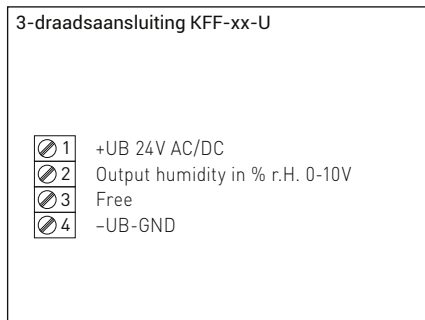 3-draadsaansluiting KFF-xx-U
1 +UB 24V AC/DC
2 Output humidity in % r.H. 0-10V
3 Free
4 –UB-GND